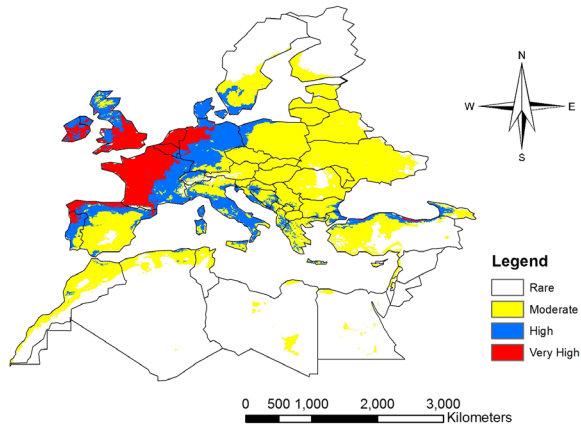 N
W E
S
Legend
Rare
Moderate
High
Very High
0 500 1,000 2,000 3,000
Kilometers